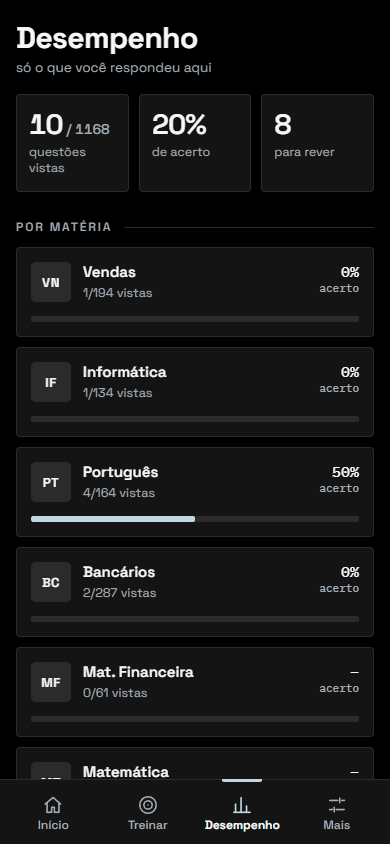 Desempenho
só o que você respondeu aqui
10 / 1168
questões
vistas
20%
de acerto
8
para rever
POR MATÉRIA
VN
Vendas
1/194 vistas
0%
acerto
IF
Informática
1/134 vistas
0%
acerto
PT
Português
4/164 vistas
50%
acerto
BC
Bancários
2/287 vistas
0%
acerto
MF
Mat. Financeira
0/61 vistas
—
acerto
Matemática
—
Início
Treinar
Desempenho
Mais